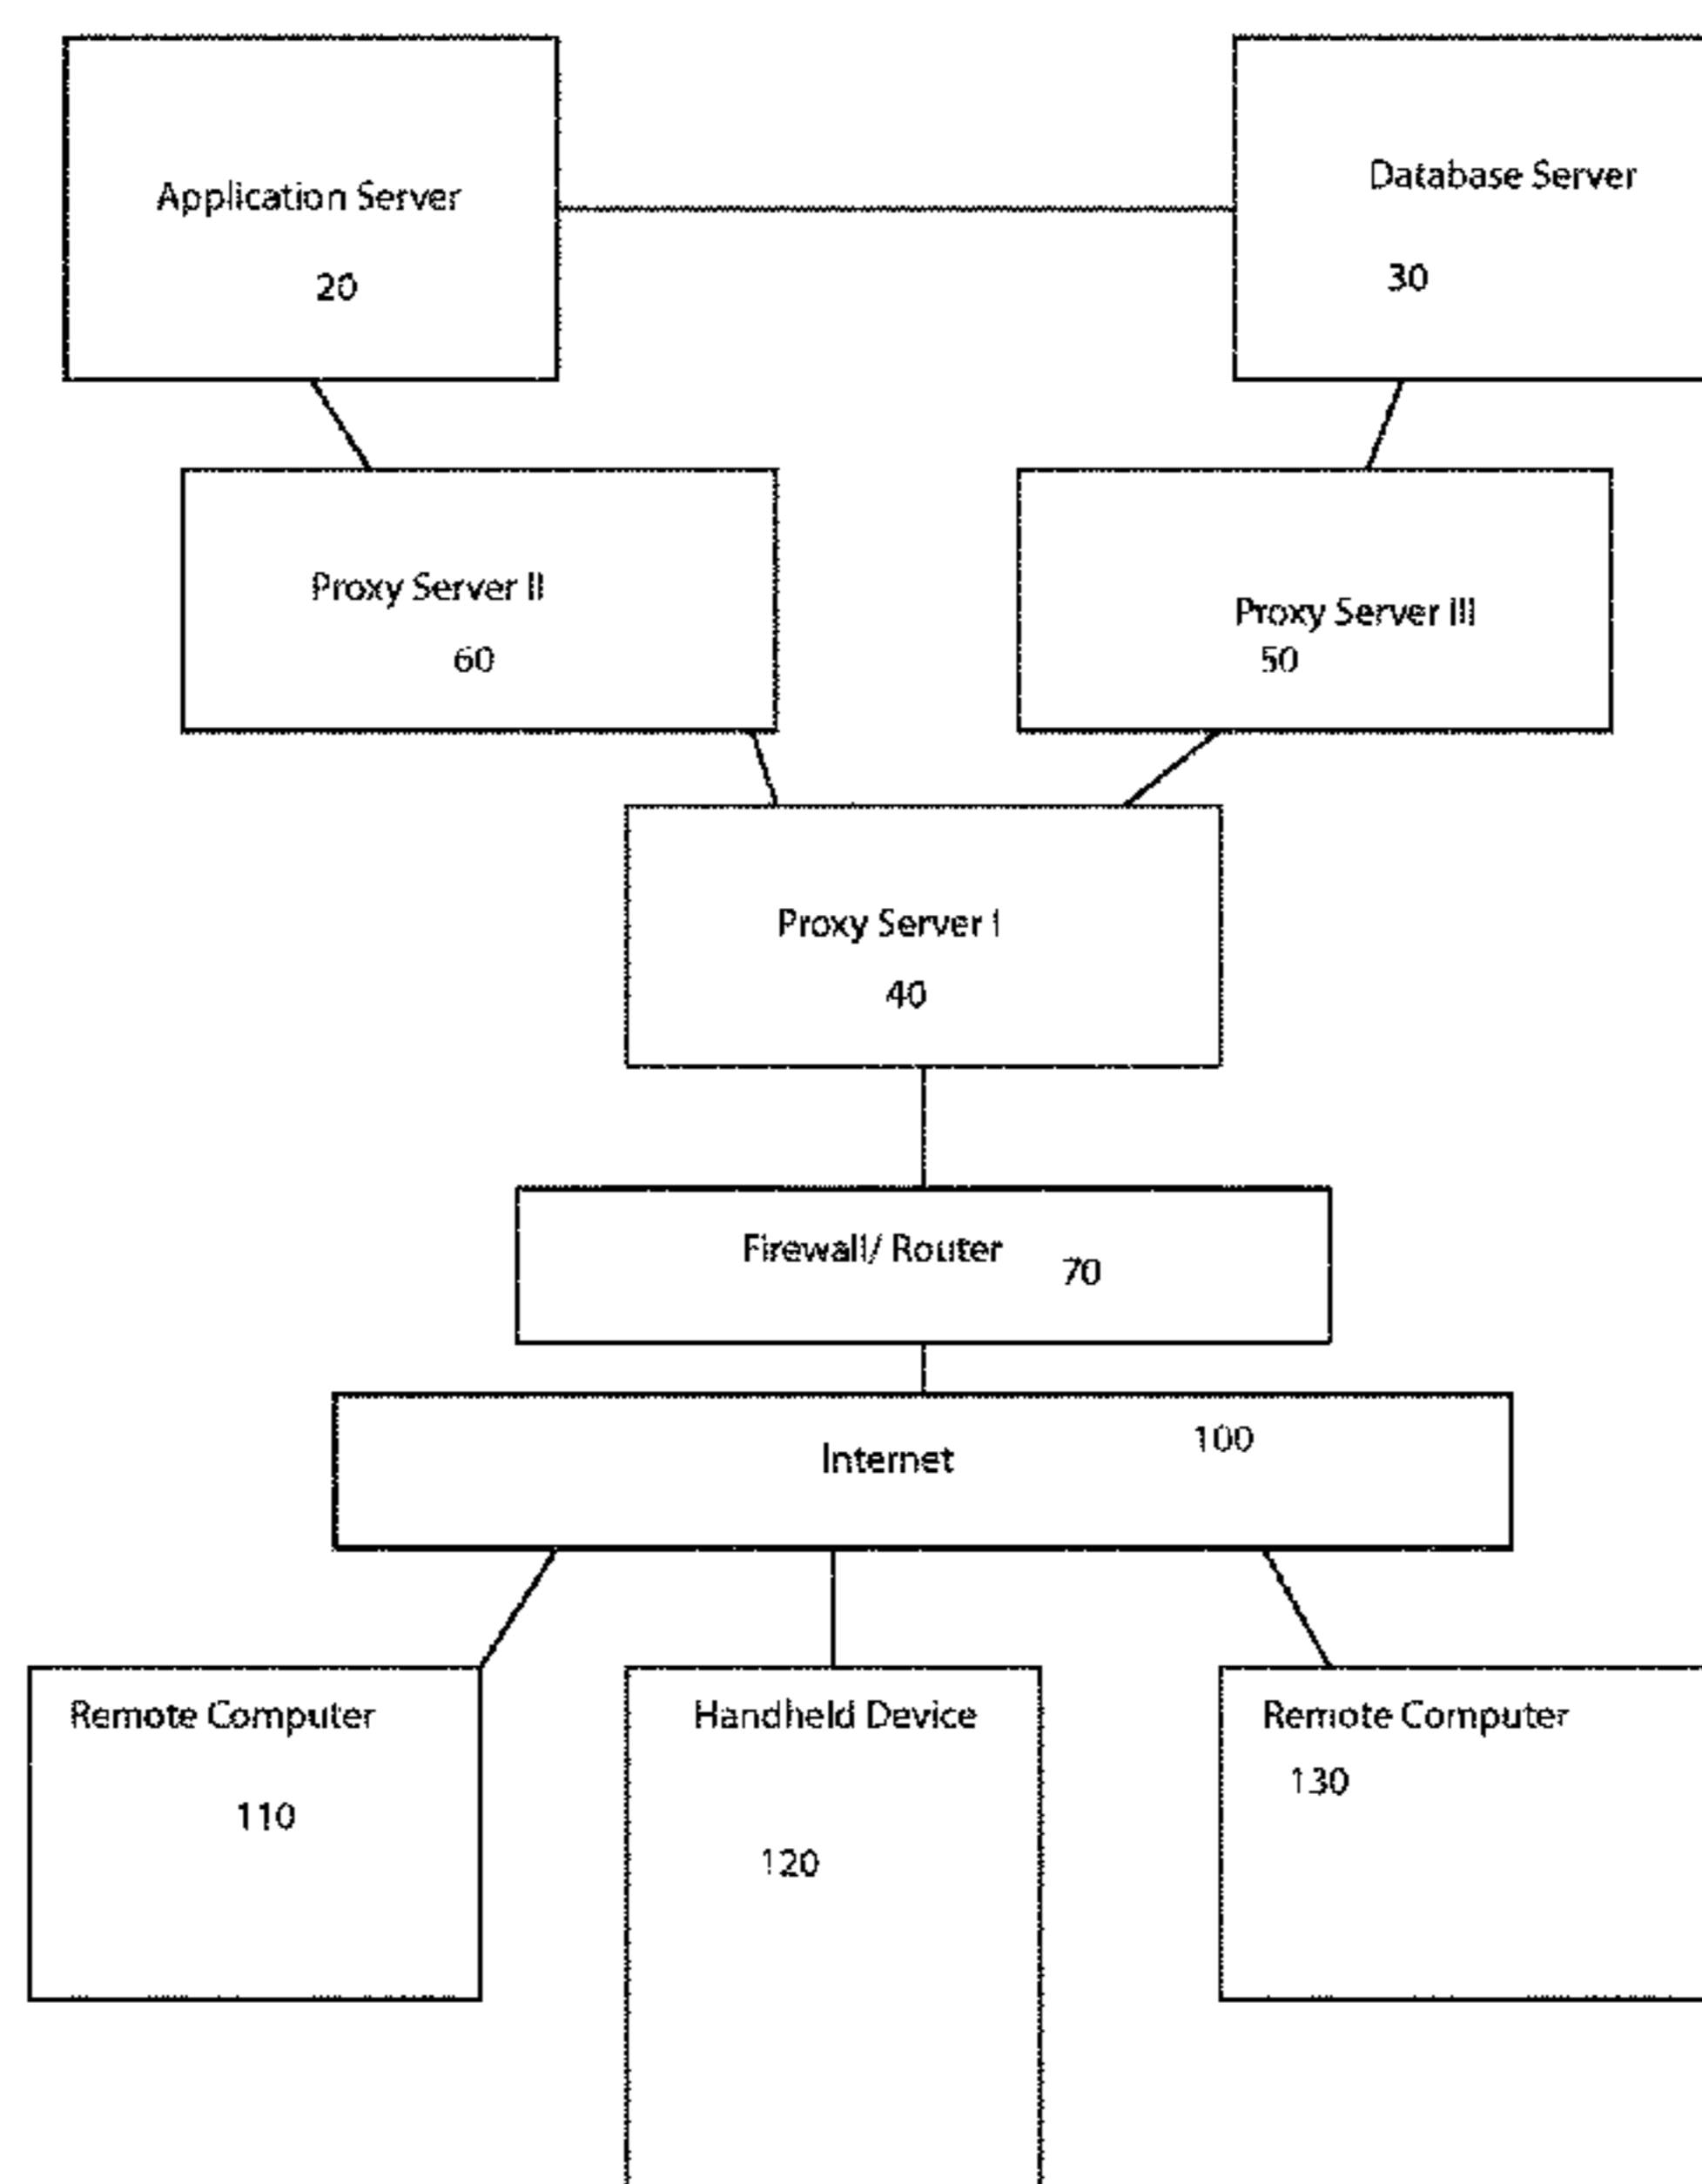 Application Server
20
Database Server
30
Proxy Server II
60
Proxy Server III
50
Proxy Server I
40
Firewall/ Router
70
Internet
100
Remote Computer
110
Handheld Device
120
Remote Computer
130